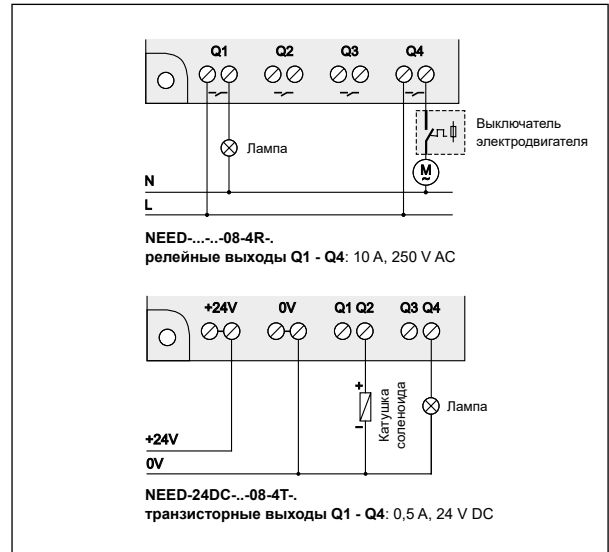 Q1 Q2 Q3 Q4
Выключатель
электродвигателя
Лампа
M
~
N
L
NEED-...-..-08-4R-.
релейные выходы Q1 - Q4: 10 A, 250 V AC
+24V 0V Q1 Q2 Q3 Q4
+
Катушка
соленоида
–
Лампа
+24V
0V
NEED-24DC-..-08-4T-.
транзисторные выходы Q1 - Q4: 0,5 A, 24 V DC